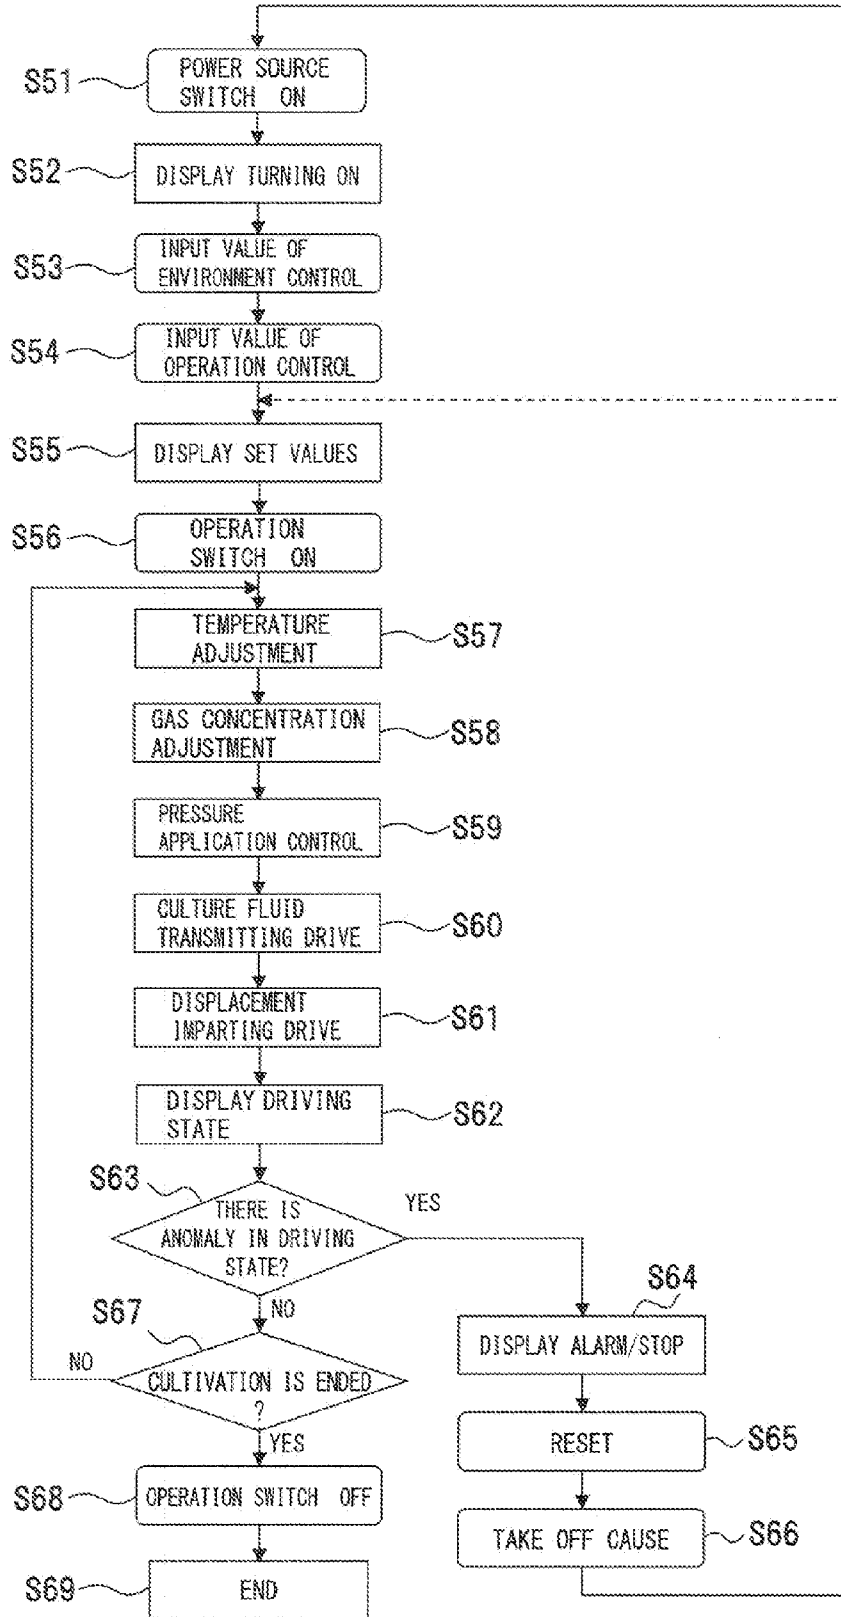 S51
POWER SOURCE
SWITCH ON
S52
DISPLAY TURNING ON
S53
INPUT VALUE OF
ENVIRONMENT CONTROL
S54
INPUT VALUE OF
OPERATION CONTROL
S55
DISPLAY SET VALUES
S56
OPERATION
SWITCH ON
TEMPERATURE
ADJUSTMENT
S57
GAS CONCENTRATION
ADJUSTMENT
S58
PRESSURE
APPLICATION CONTROL
S59
CULTURE FLUID
TRANSMITTING DRIVE
S60
DISPLACEMENT
IMPARTING DRIVE
S61
DISPLAY DRIVING
STATE
S62
S63
THERE IS
ANOMALY IN DRIVING
STATE?
YES
NO
S64
DISPLAY ALARM/STOP
RESET
S65
TAKE OFF CAUSE
S66
S67
CULTIVATION IS ENDED
?
NO
YES
S68
OPERATION SWITCH OFF
S69
END